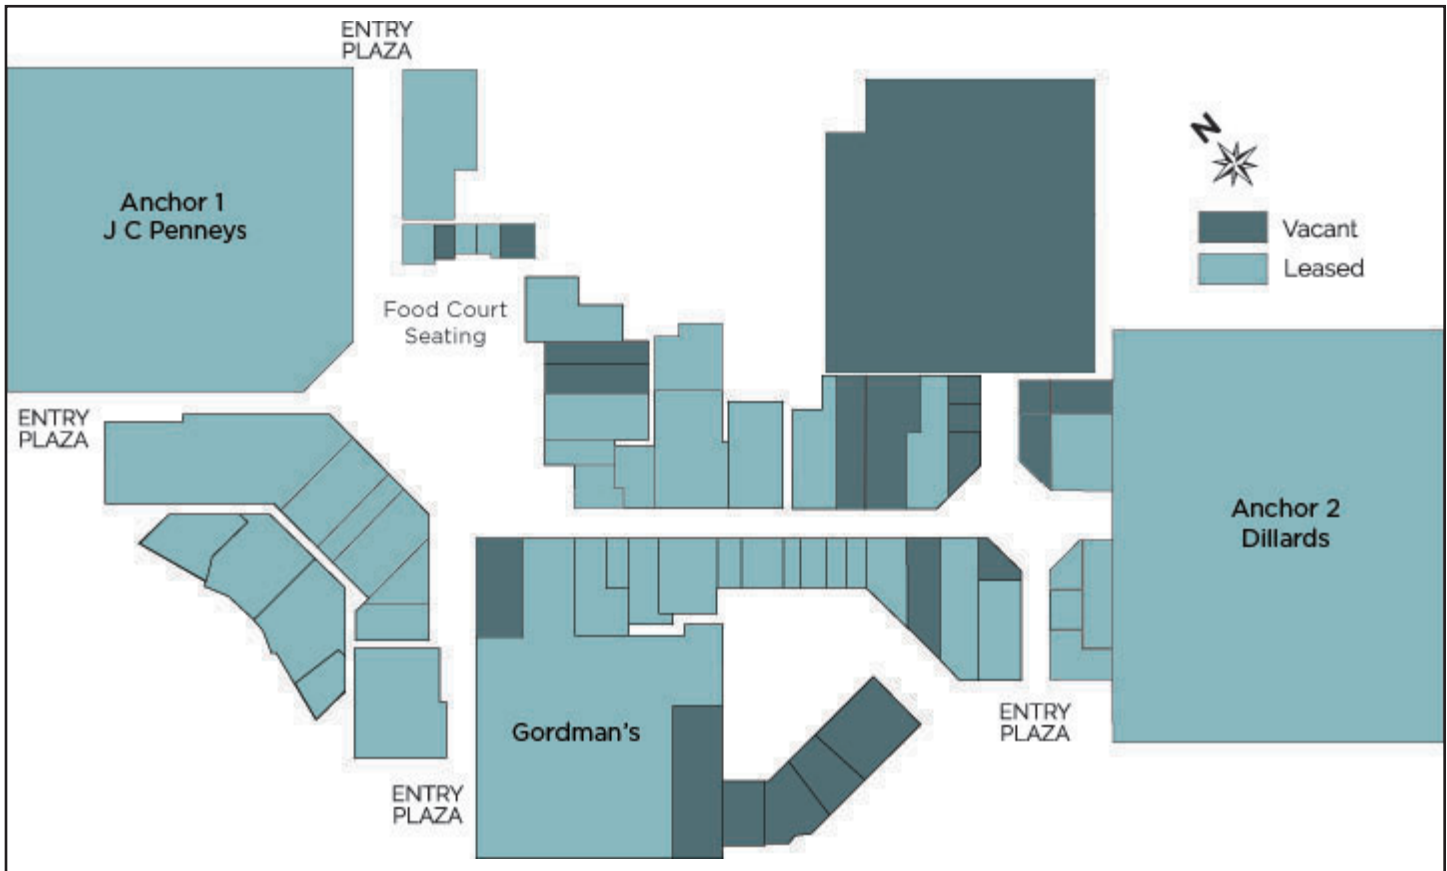 ENTRY
PLAZA
Anchor 1
J C Penneys
N
Vacant
Leased
Food Court
Seating
ENTRY
PLAZA
Anchor 2
Dillards
Gordman's
ENTRY
PLAZA
ENTRY
PLAZA